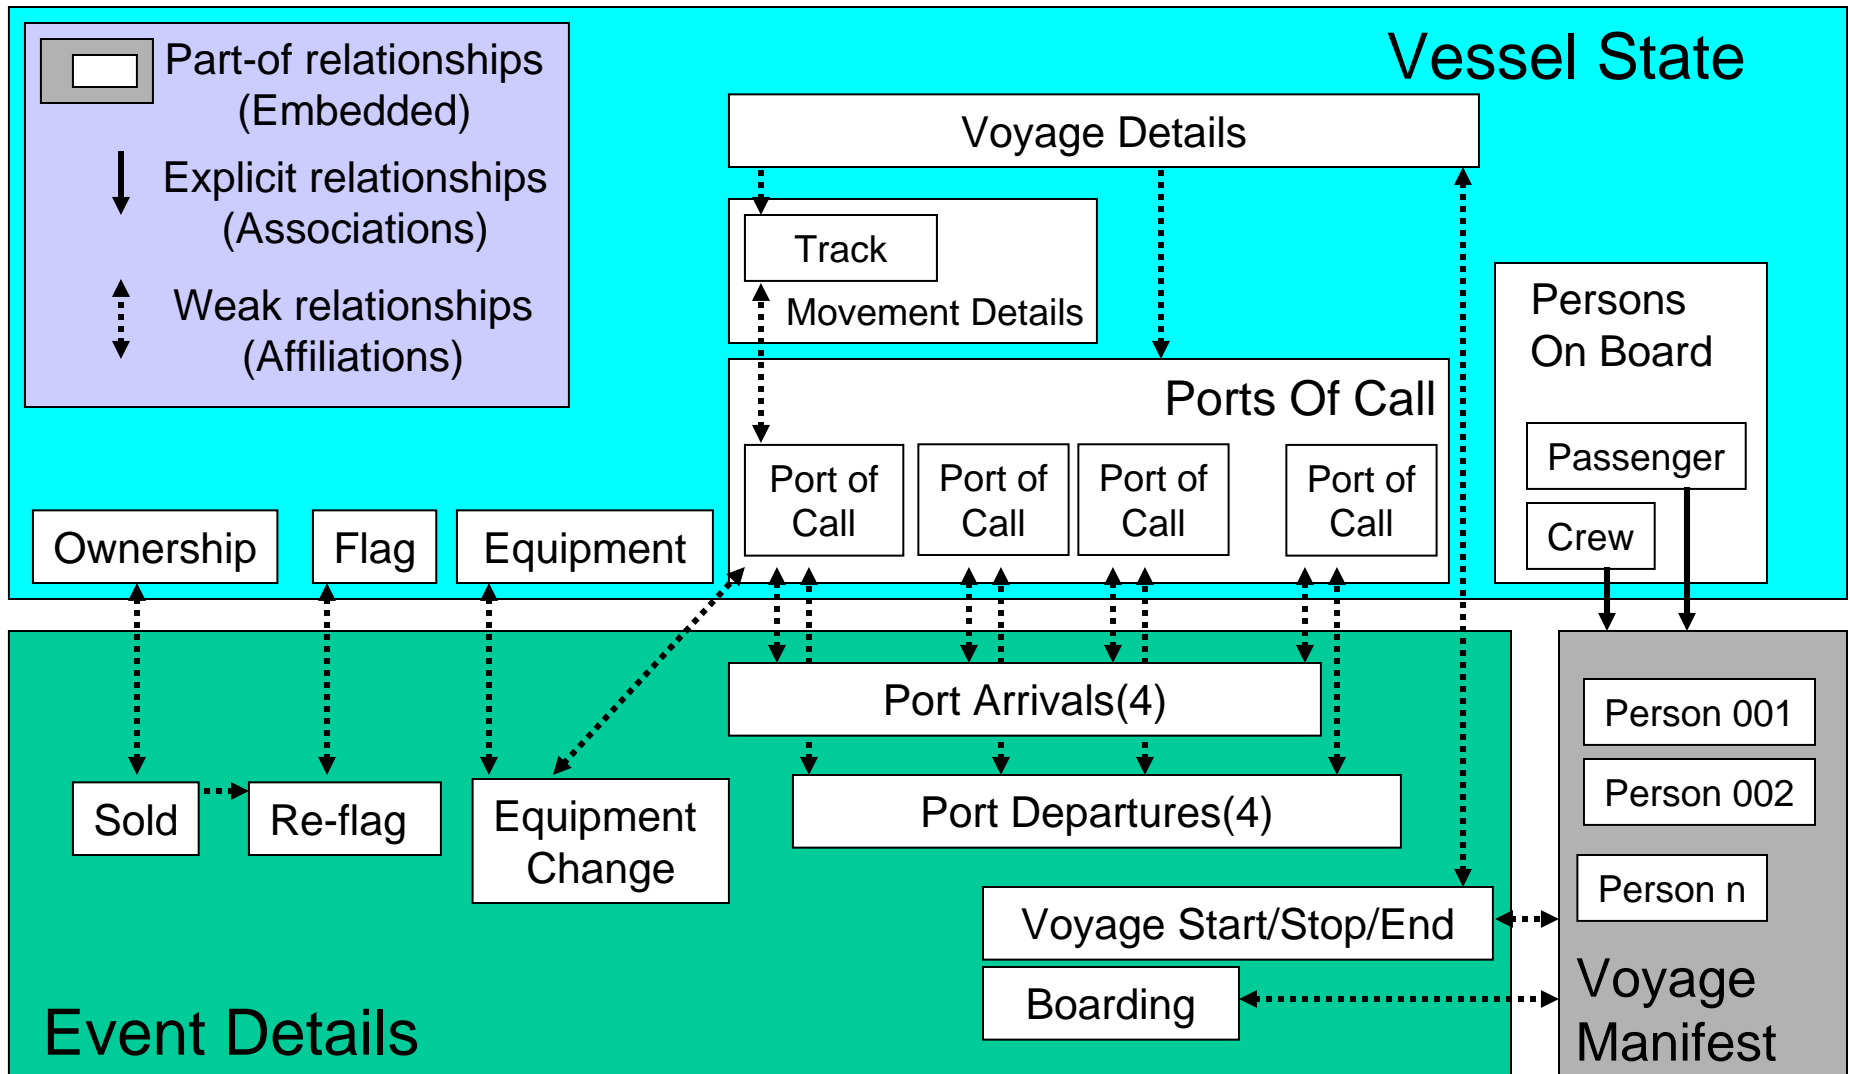 Part-of relationships
(Embedded)
Explicit relationships
(Associations)
Weak relationships
(Affiliations)
Vessel State
Voyage Details
Track
Movement Details
Persons
On Board
Ports Of Call
Passenger
Crew
Port of
Call
Port of
Call
Port of
Call
Port of
Call
Ownership
Flag
Equipment
Port Arrivals(4)
Sold
Re-flag
Equipment
Change
Port Departures(4)
Voyage Start/Stop/End
Boarding
Event Details
Person 001
Person 002
Person n
Voyage
Manifest